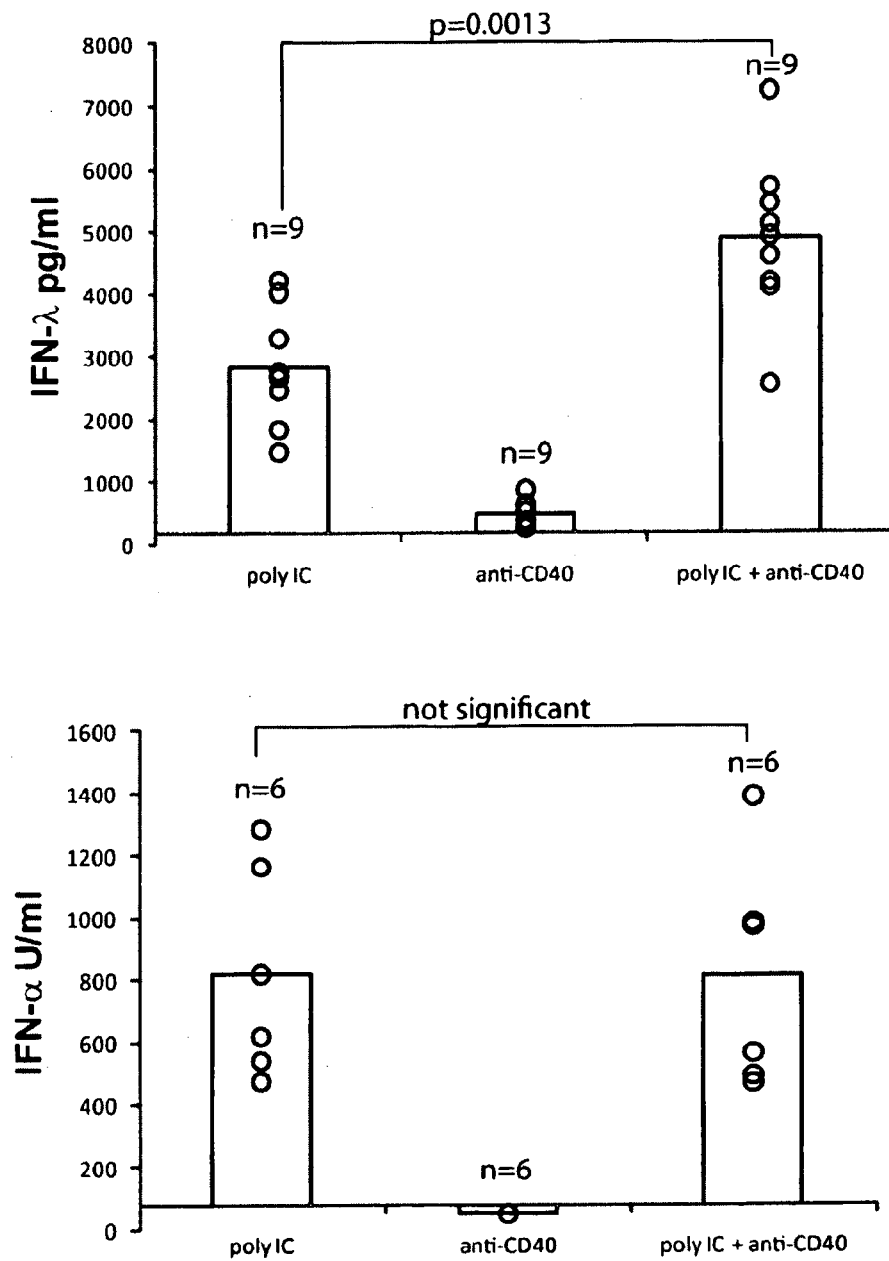 p=0.0013
8000
7000
6000
5000
4000
3000
2000
1000
0
IFN-λ pg/ml
n=9
n=9
n=9
poly IC
anti-CD40
poly IC + anti-CD40
not significant
1600
1400
1200
1000
800
600
400
200
0
IFN-α U/ml
n=6
n=6
n=6
poly IC
anti-CD40
poly IC + anti-CD40